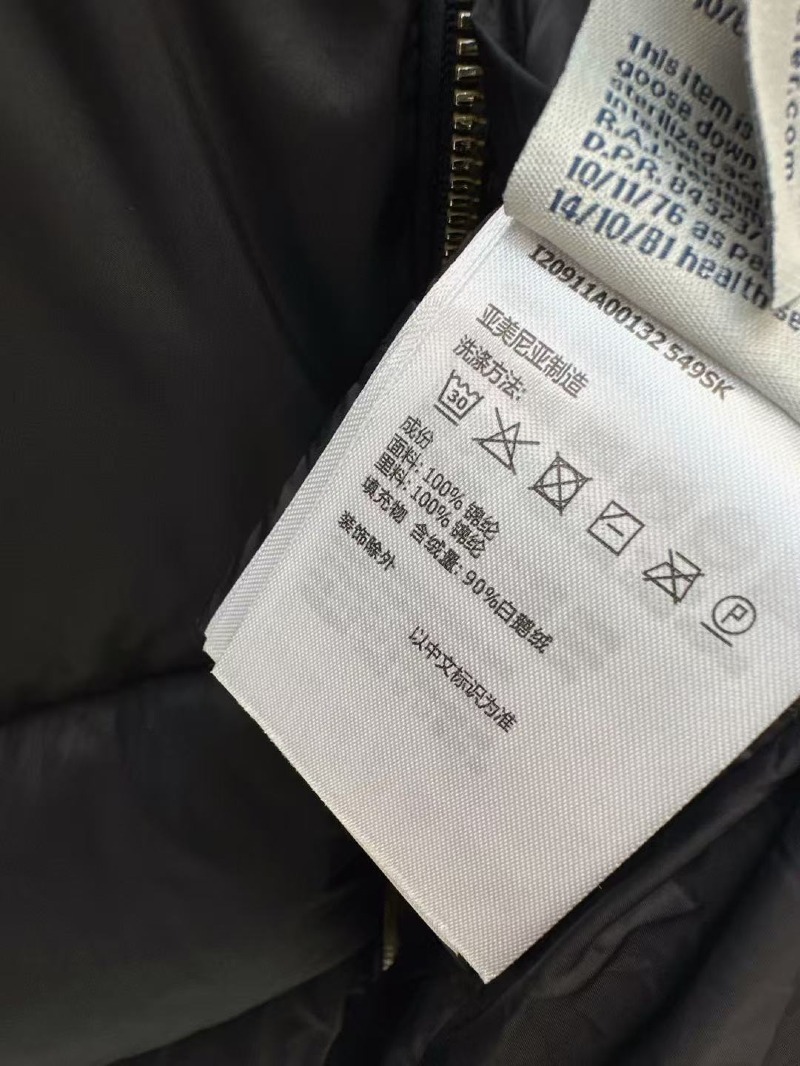 This item is
goose down
sterilized
R.A.L
D.P.R.
10/11/76 as
14/10/81 health
I20911A00132 549SK
亚美尼亚制造
洗涤方法:
30
P
成份
面料: 100% 锦纶
里料: 100% 锦纶
填充物 含绒量: 90%白鹅绒
装饰除外
以中文标识为准